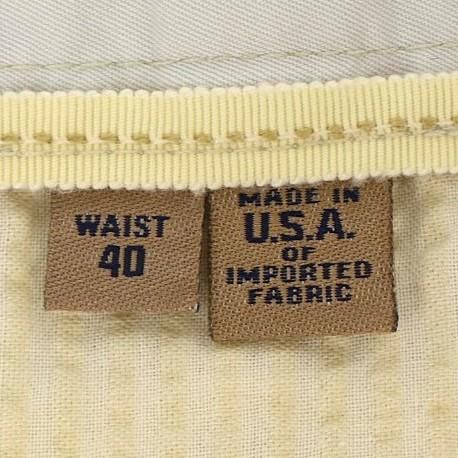 WAIST
40
MADE IN
U.S.A.
OF
IMPORTED
FABRIC